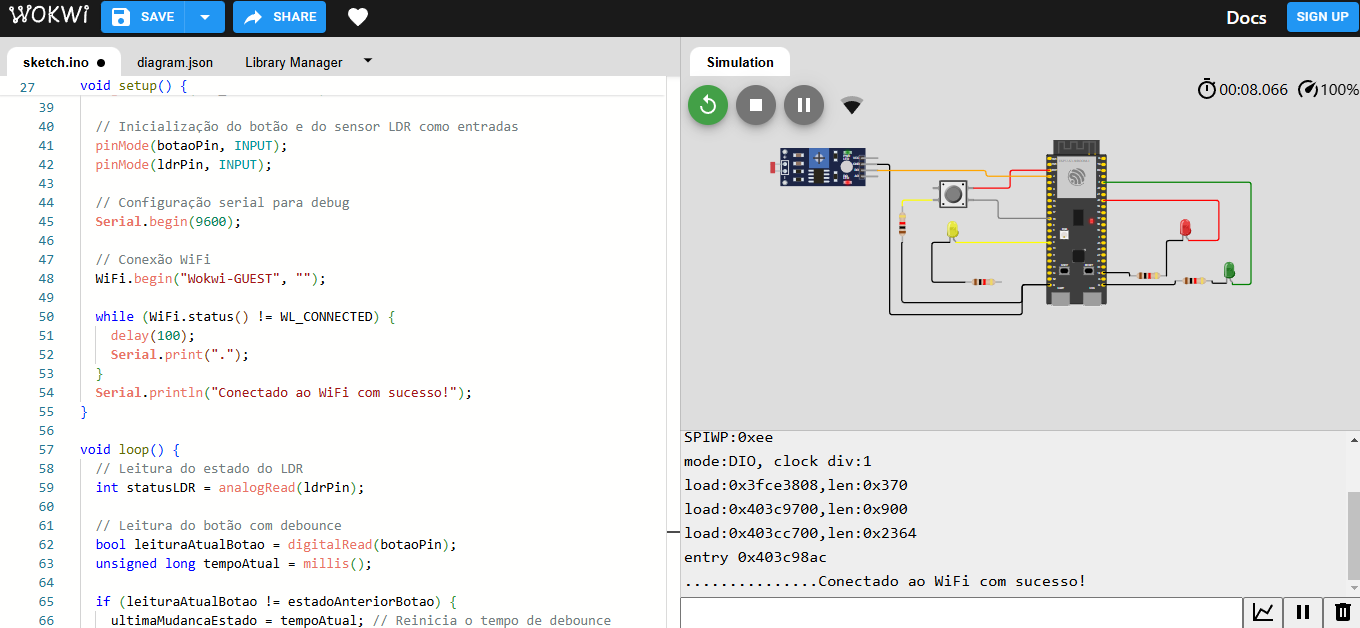 WOKWi SAVE SHARE Docs SIGN UP
sketch.ino ● diagram.json Library Manager
27 void setup() {
39
40 // Inicialização do botão e do sensor LDR como entradas
41 pinMode(botaoPin, INPUT);
42 pinMode(ldrPin, INPUT);
43
44 // Configuração serial para debug
45 Serial.begin(9600);
46
47 // Conexão WiFi
48 WiFi.begin("Wokwi-GUEST", "");
49
50 while (WiFi.status() != WL_CONNECTED) {
51 delay(100);
52 Serial.print(".");
53 }
54 Serial.println("Conectado ao WiFi com sucesso!");
55 }
56
57 void loop() {
58 // Leitura do estado do LDR
59 int statusLDR = analogRead(ldrPin);
60
61 // Leitura do botão com debounce
62 bool leituraAtualBotao = digitalRead(botaoPin);
63 unsigned long tempoAtual = millis();
64
65 if (leituraAtualBotao != estadoAnteriorBotao) {
66 ultimaMudancaEstado = tempoAtual; // Reinicia o tempo de debounce
Simulation
00:08.066 100%
SPIWP:0xee
mode:DIO, clock div:1
load:0x3fce3808,len:0x370
load:0x403c9700,len:0x900
load:0x403cc700,len:0x2364
entry 0x403c98ac
...............Conectado ao WiFi com sucesso!